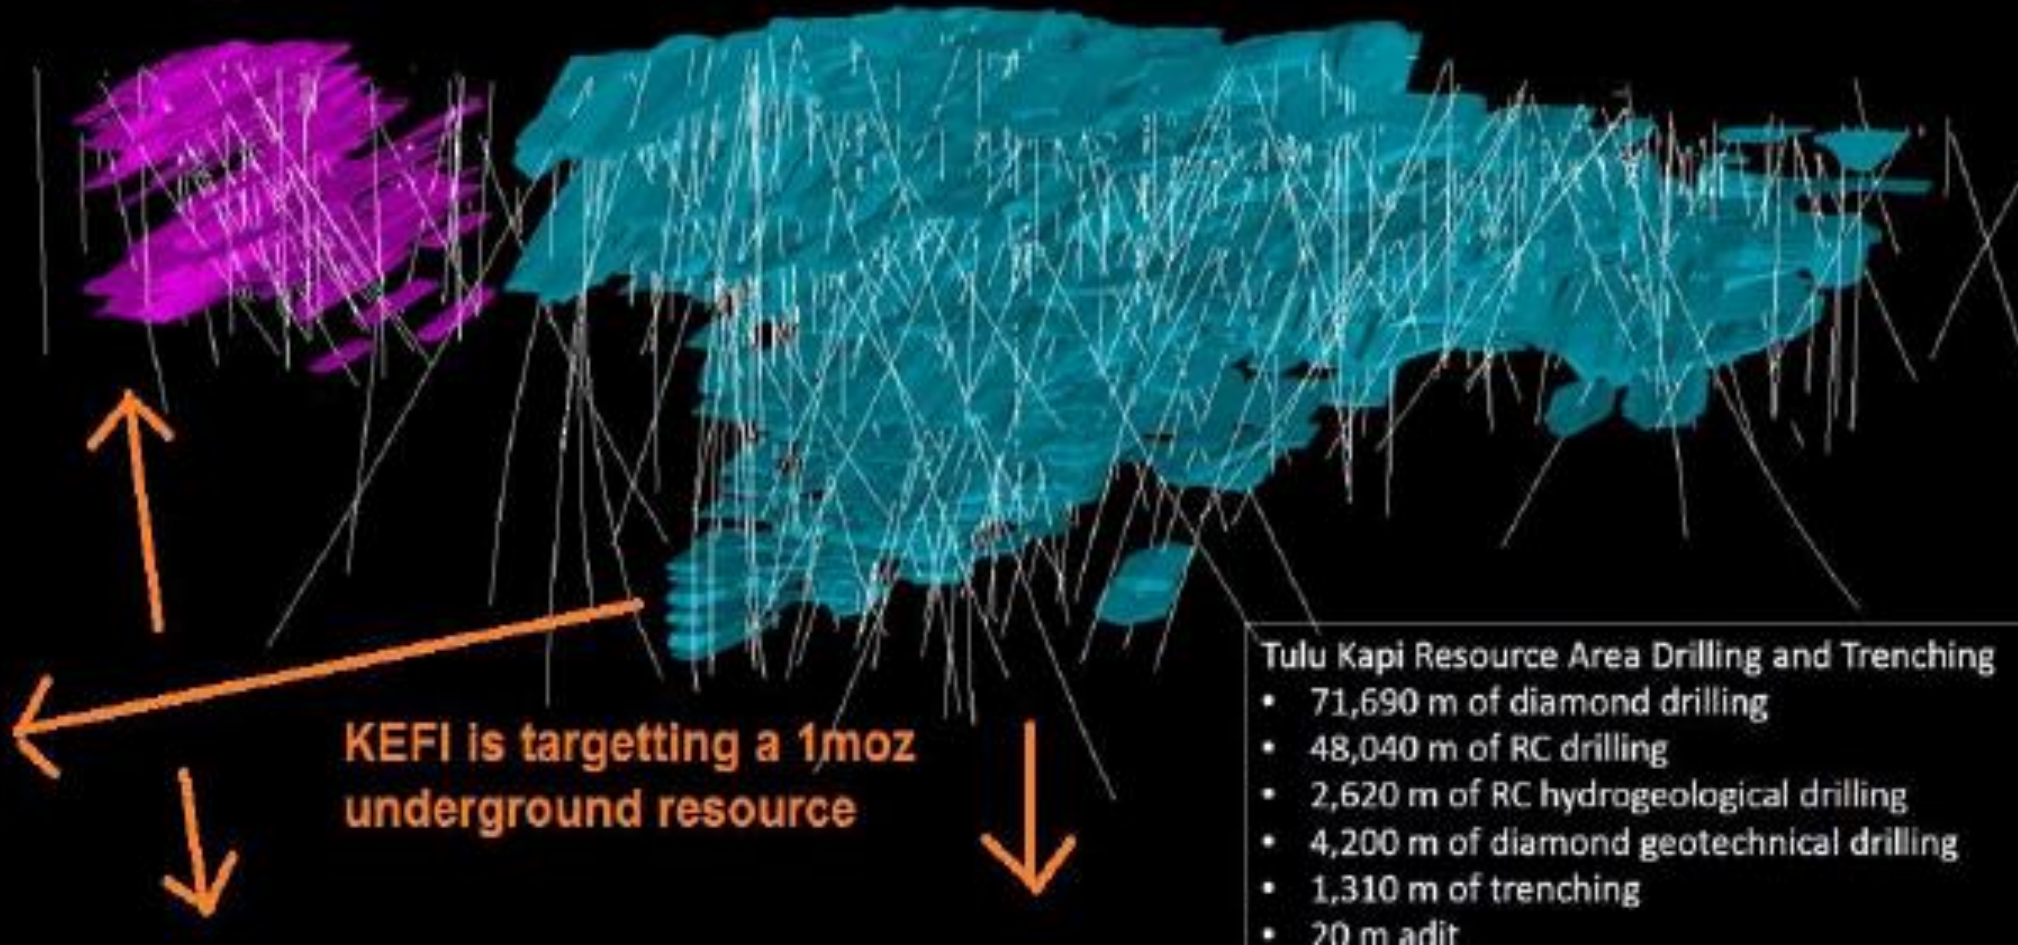 KEFI is targetting a 1moz
underground resource
Tulu Kapi Resource Area Drilling and Trenching
• 71,690 m of diamond drilling
• 48,040 m of RC drilling
• 2,620 m of RC hydrogeological drilling
• 4,200 m of diamond geotechnical drilling
• 1,310 m of trenching
• 20 m adit